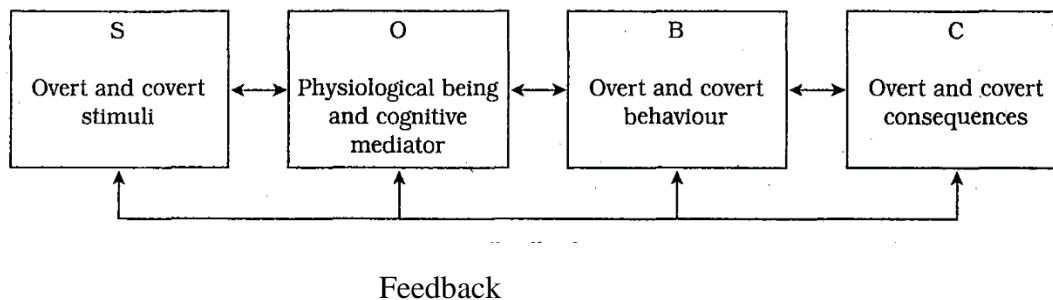 S
Overt and covert
stimuli
O
Physiological being
and cognitive
mediator
B
Overt and covert
behaviour
C
Overt and covert
consequences
Feedback